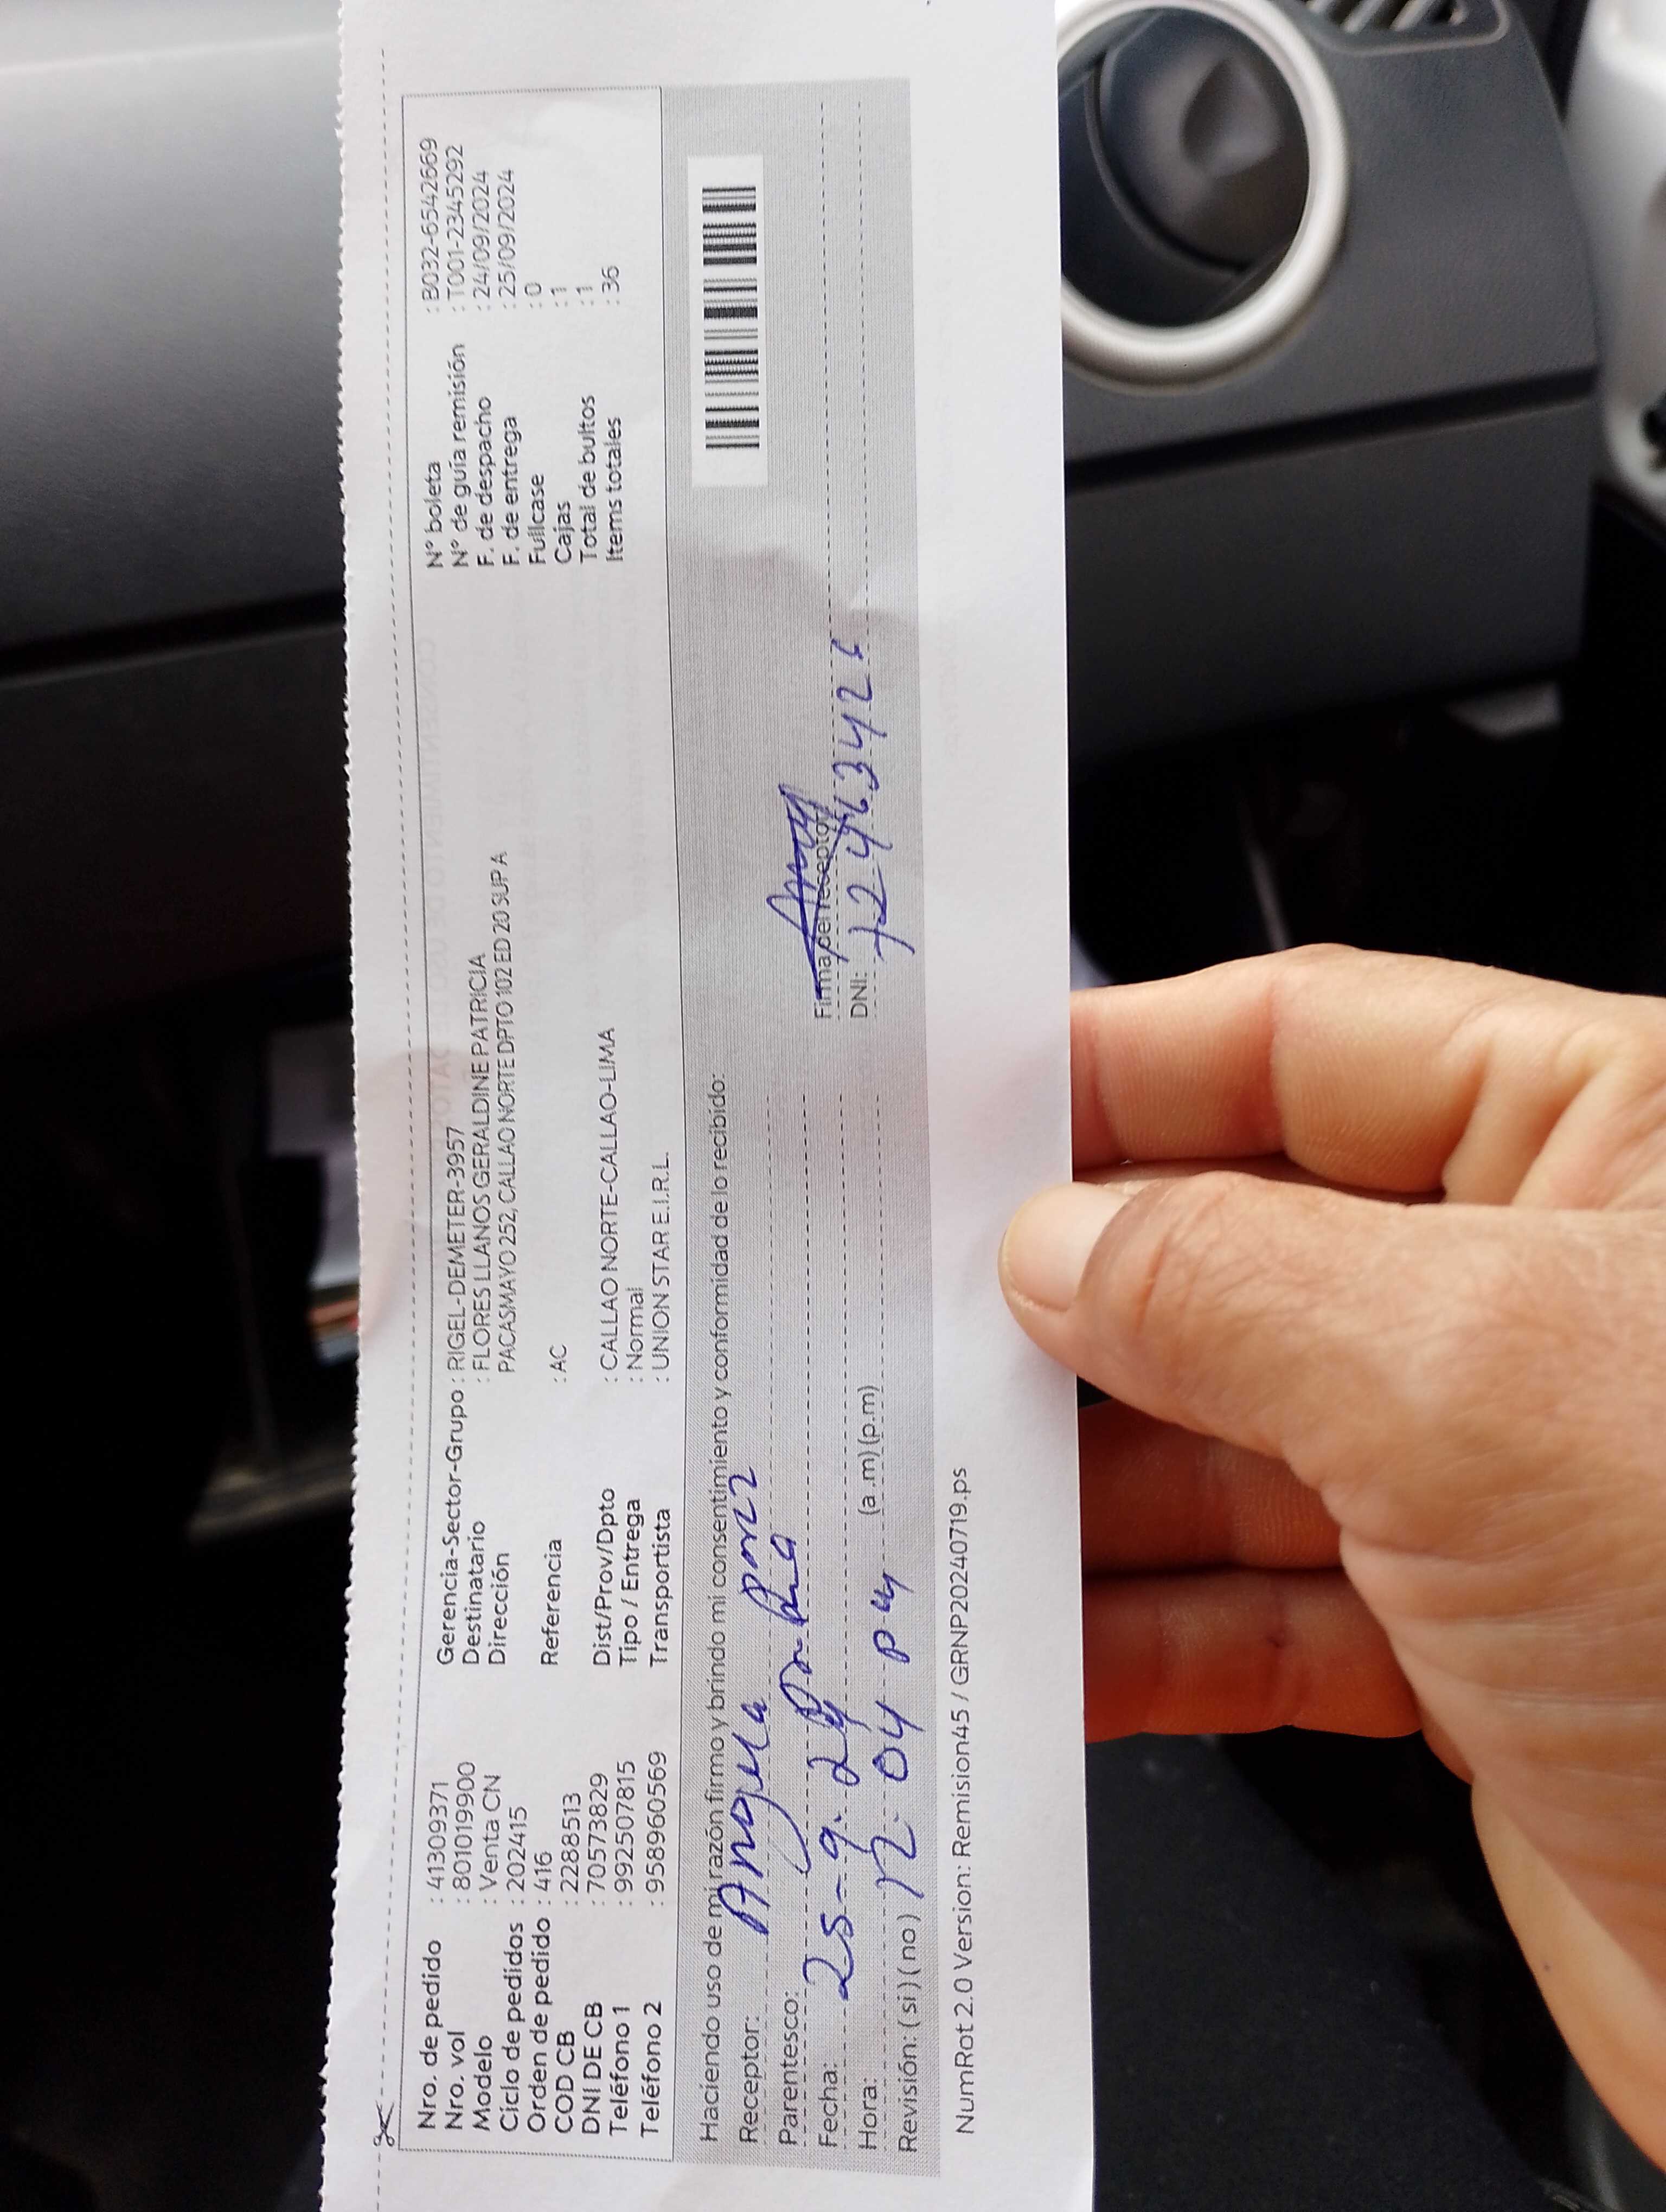 Nro. de pedido : 41309371
Nro. vol : 801019900
Modelo : Venta CN
Ciclo de pedidos : 202415
Orden de pedido : 416
COD CB : 2288513
DNI DE CB : 70573829
Teléfono 1 : 992507815
Teléfono 2 : 958960569
Gerencia-Sector-Grupo : RIGEL-DEMETER-3957
Destinatario : FLORES LLANOS GERALDINE PATRICIA
Dirección PACASMAYO 252, CALLAO NORTE DPTO 102 ED 20 SUP A
Referencia : AC
Dist/Prov/Dpto : CALLAO NORTE-CALLAO-LIMA
Tipo / Entrega : Normal
Transportista : UNION STAR E.I.R.L.
N° boleta : B032-6542669
N° de guía remisión : T001-2345292
F. de despacho : 24/09/2024
F. de entrega : 25/09/2024
Fullcase : 0
Cajas : 1
Total de bultos : 1
Items totales : 36
Haciendo uso de mi razón firmo y brindo mi consentimiento y conformidad de lo recibido:
Receptor: Angela
Parentesco:
Fecha: 25-9-24
Hora: 12.04 pm (a .m) (p.m)
Revisión: ( si ) ( no )
Firma del receptor
DNI:
NumRot 2.0 Version: Remision45 / GRNP20240719.ps